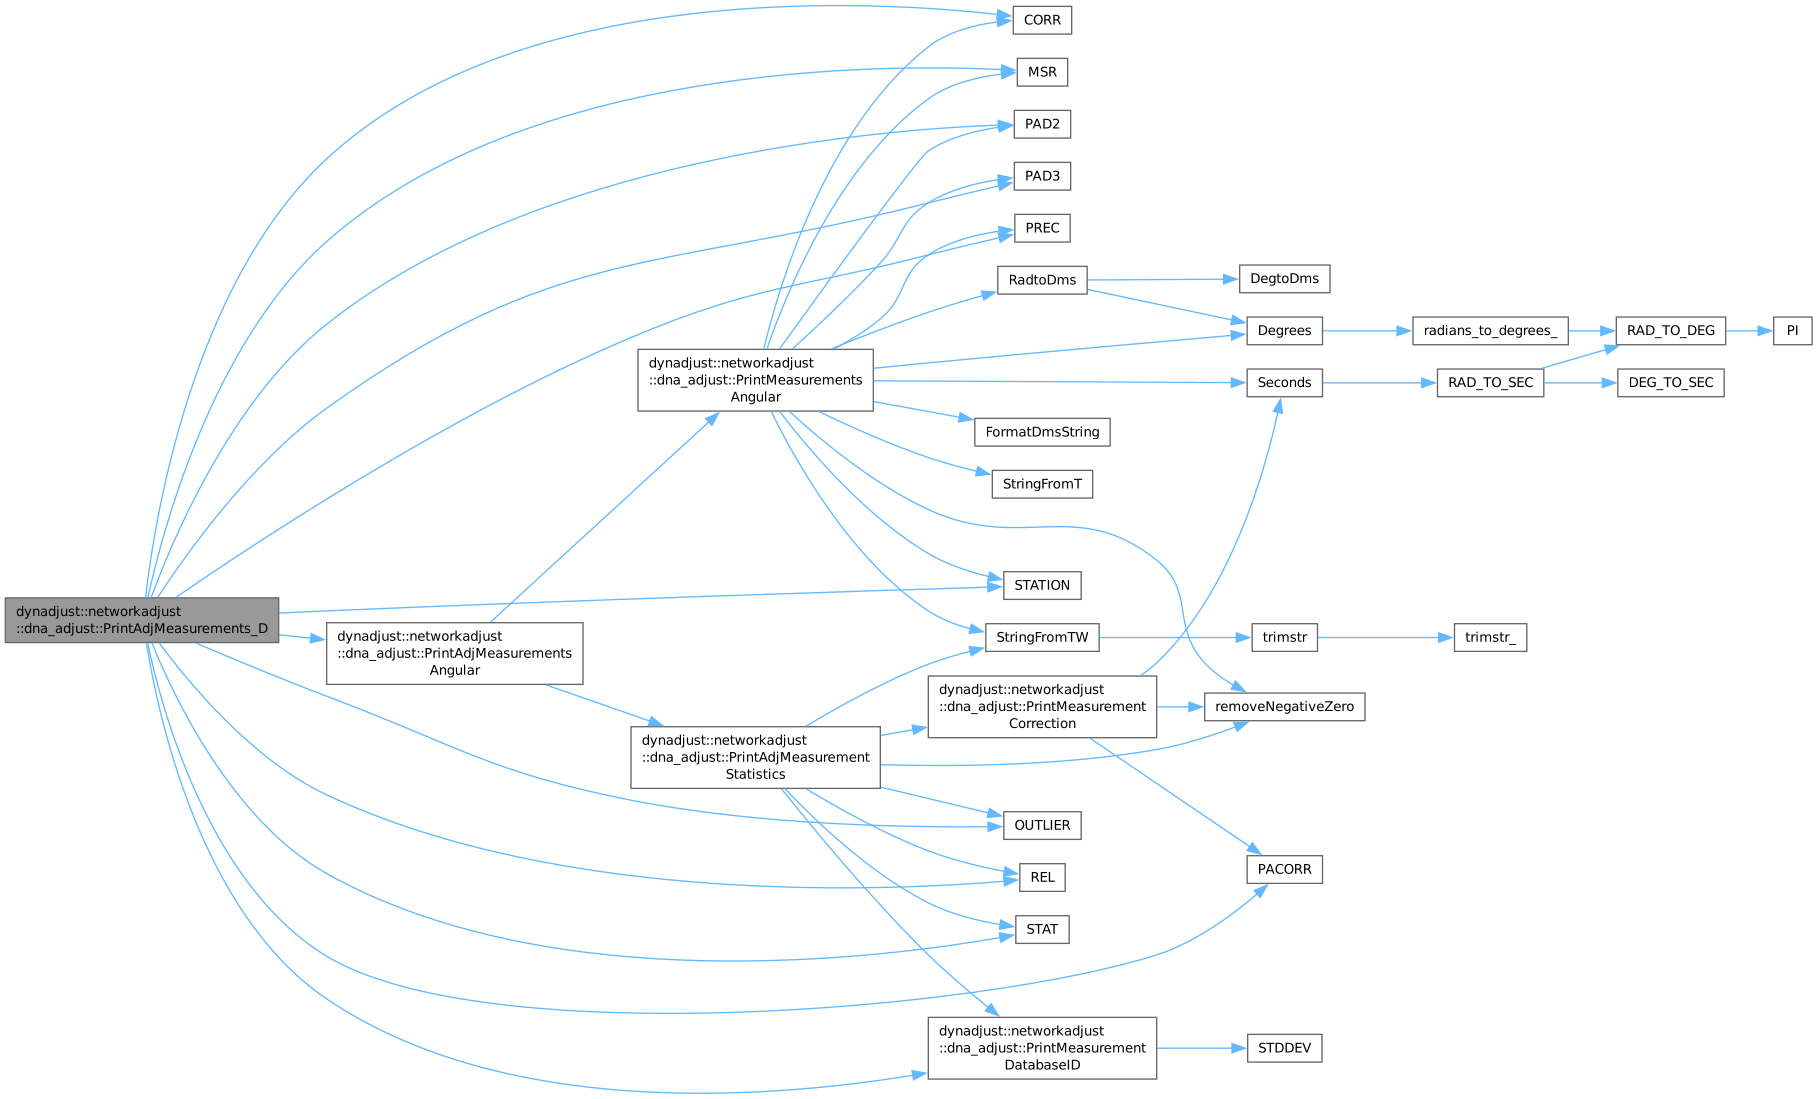 CORR
MSR
PAD2
PAD3
PREC
RadtoDms
DegtoDms
Degrees
radians_to_degrees_
RAD_TO_DEG
PI
dynadjust::networkadjust
::dna_adjust::PrintMeasurements
Angular
Seconds
RAD_TO_SEC
DEG_TO_SEC
FormatDmsString
StringFromT
STATION
dynadjust::networkadjust
::dna_adjust::PrintAdjMeasurements_D
dynadjust::networkadjust
::dna_adjust::PrintAdjMeasurements
Angular
StringFromTW
trimstr
trimstr_
dynadjust::networkadjust
::dna_adjust::PrintMeasurement
Correction
removeNegativeZero
dynadjust::networkadjust
::dna_adjust::PrintAdjMeasurement
Statistics
OUTLIER
REL
PACORR
STAT
dynadjust::networkadjust
::dna_adjust::PrintMeasurement
DatabaseID
STDDEV